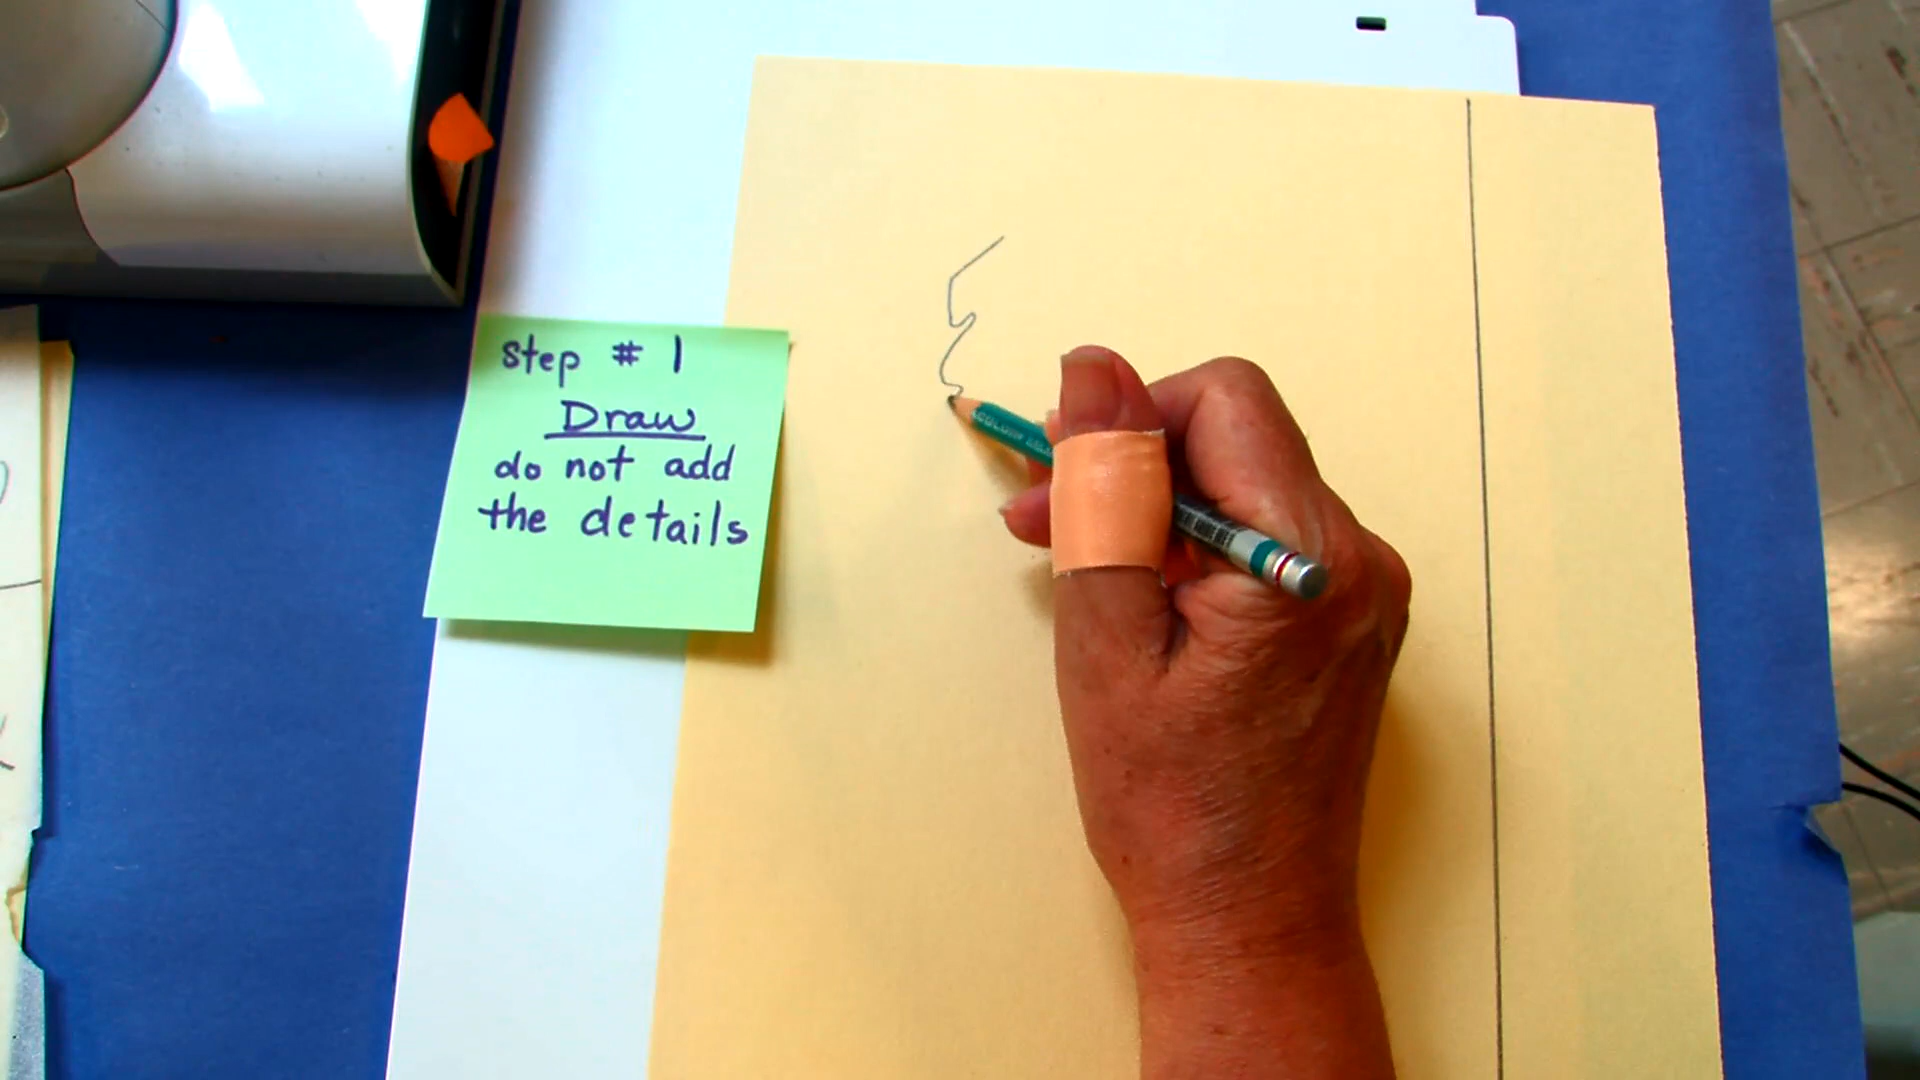 step # 1
Draw
do not add
the details